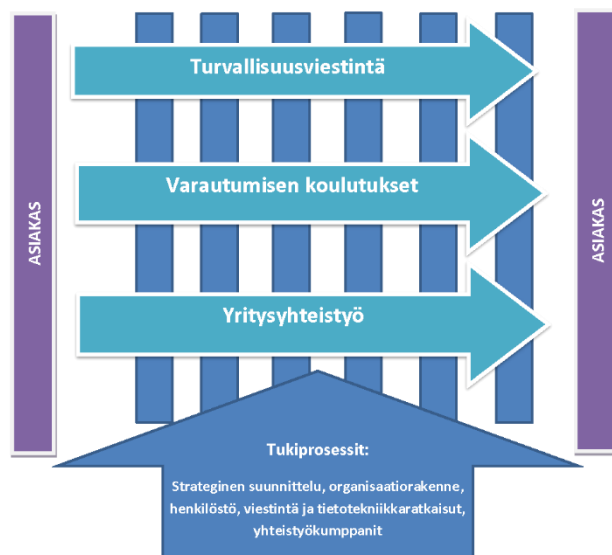 Turvallisuusviestintä
ASIAKAS
ASIAKAS
Varautumisen koulutukset
Yritysyhteistyö
Tukiprosessit:
Strateginen suunnittelu, organisaatiorakenne,
henkilöstö, viestintä ja tietotekniikkaratkaisut,
yhteistyökumppanit